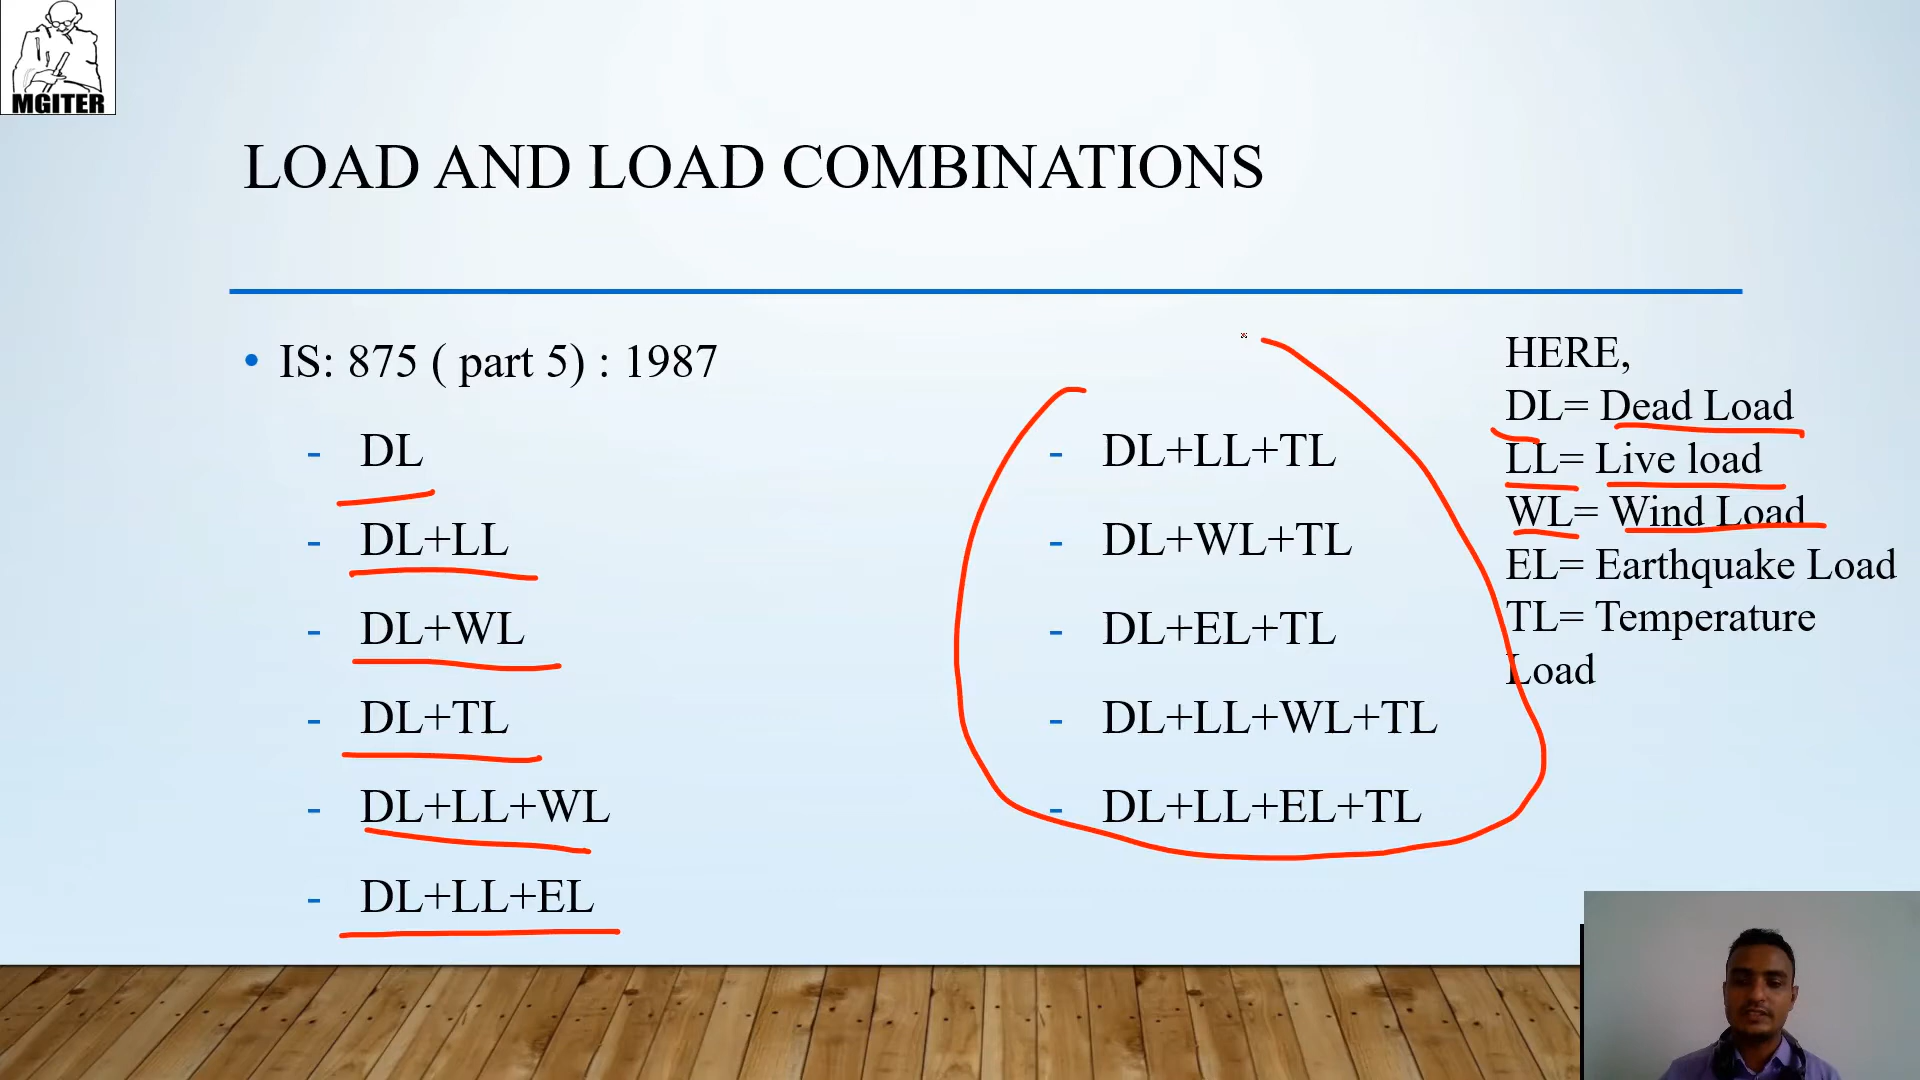 MGITER
LOAD AND LOAD COMBINATIONS
• IS: 875 ( part 5) : 1987
- DL
- DL+LL
- DL+WL
- DL+TL
- DL+LL+WL
- DL+LL+EL
- DL+LL+TL
- DL+WL+TL
- DL+EL+TL
- DL+LL+WL+TL
- DL+LL+EL+TL
HERE,
DL= Dead Load
LL= Live load
WL= Wind Load
EL= Earthquake Load
TL= Temperature
Load